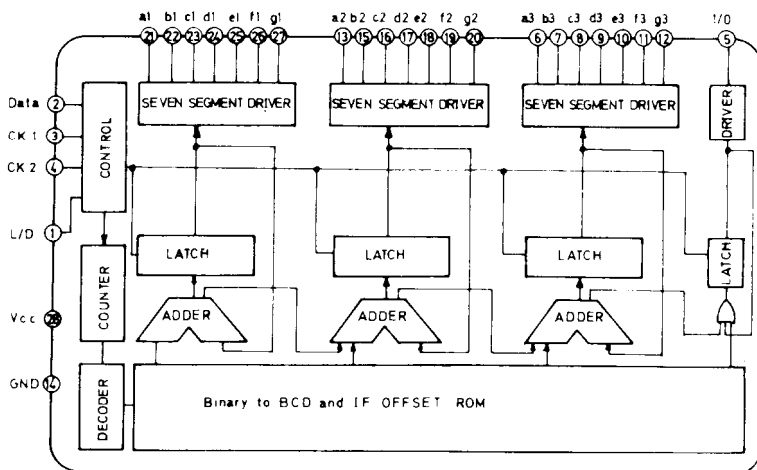 a1 b1 c1 d1 e1 f1 g1
a2 b2 c2 d2 e2 f2 g2
a3 b3 c3 d3 e3 f3 g3
I/O
21 22 23 24 25 26 27
13 15 16 17 18 19 20
6 7 8 9 10 11 12
5
Data 2
CK 1 3
CK 2 4
L/D 1
Vcc 28
GND 14
CONTROL
COUNTER
DECODER
SEVEN SEGMENT DRIVER
SEVEN SEGMENT DRIVER
SEVEN SEGMENT DRIVER
DRIVER
LATCH
LATCH
LATCH
LATCH
ADDER
ADDER
ADDER
Binary to BCD and IF OFFSET ROM